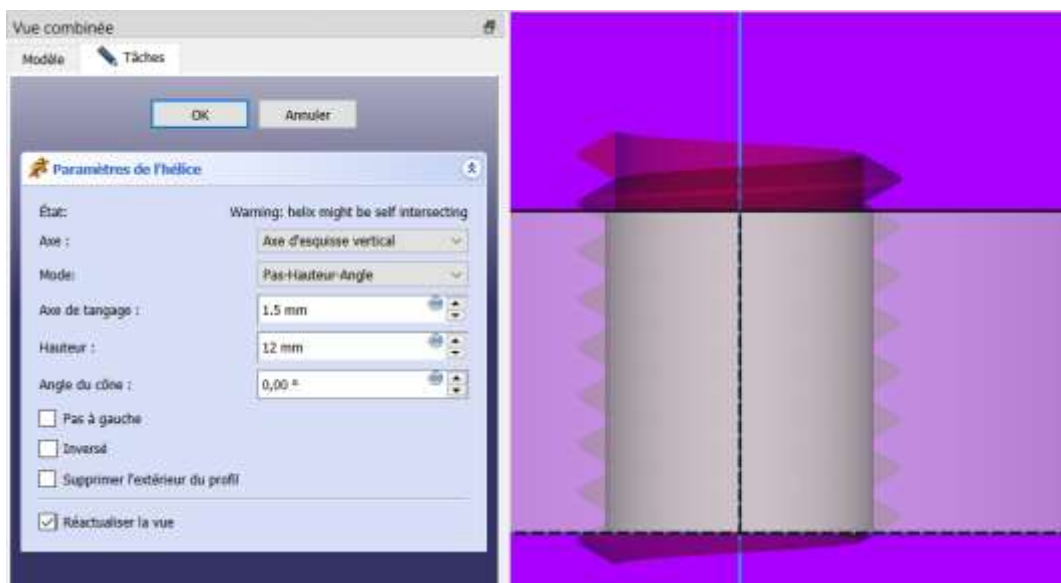 Vue combinée
Modèle Tâches
OK Annuler
Paramètres de l'hélice
État: Warning: helix might be self intersecting
Axe : Axe d'esquisse vertical
Mode: Pas-Hauteur-Angle
Axe de tangage : 1.5 mm
Hauteur : 12 mm
Angle du cône : 0,00 °
Pas à gauche
Inversé
Supprimer l'extérieur du profil
Réactualiser la vue